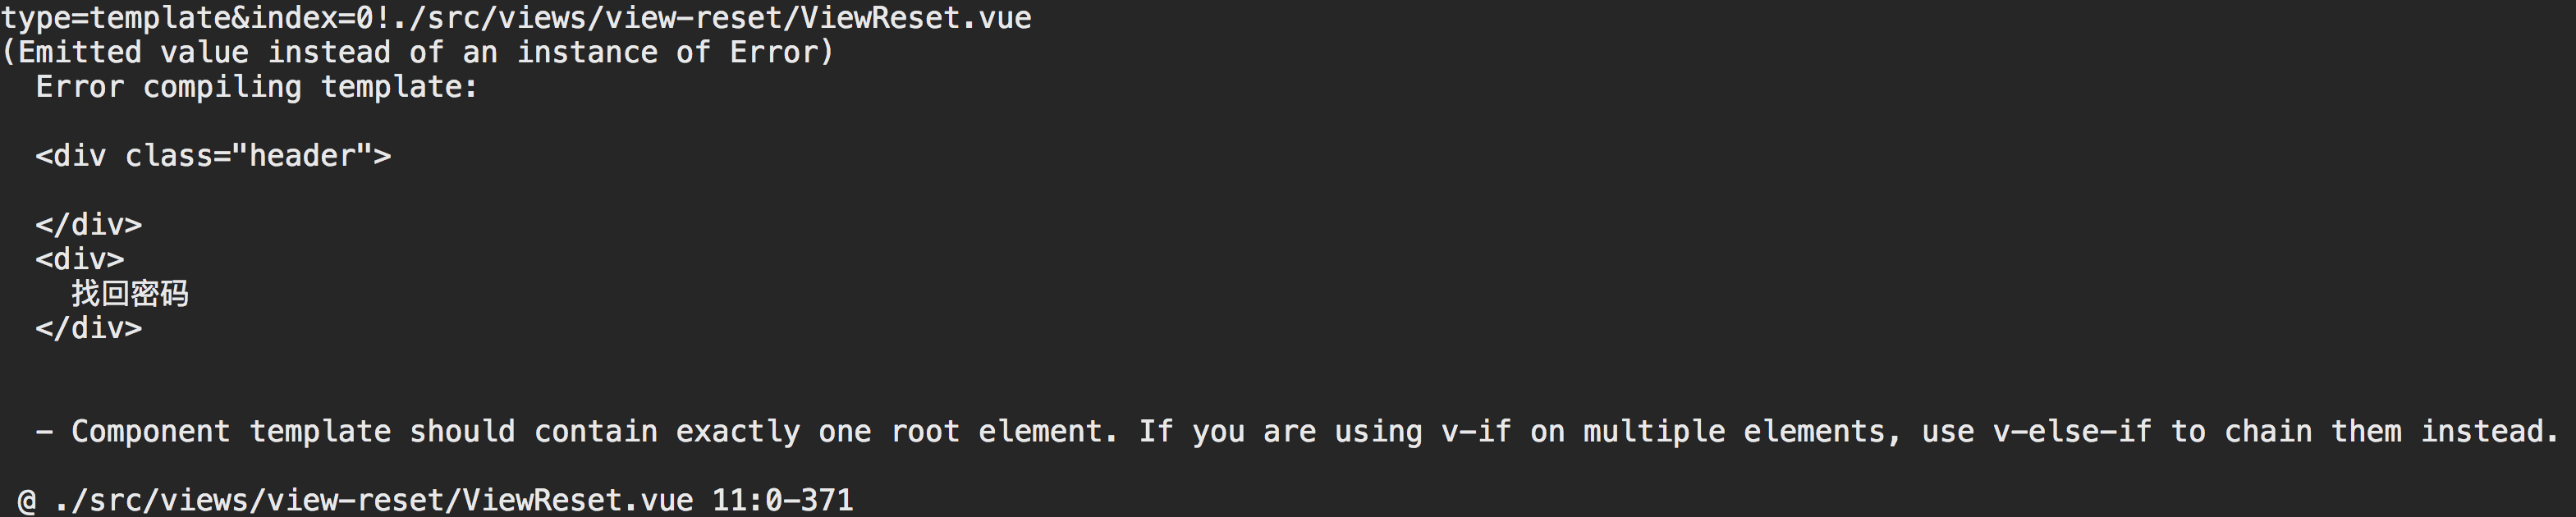 type=template&index=0!./src/views/view-reset/ViewReset.vue
(Emitted value instead of an instance of Error)
Error compiling template:
<div class="header">
</div>
<div>
找回密码
</div>
- Component template should contain exactly one root element. If you are using v-if on multiple elements, use v-else-if to chain them instead.
@ ./src/views/view-reset/ViewReset.vue 11:0-371